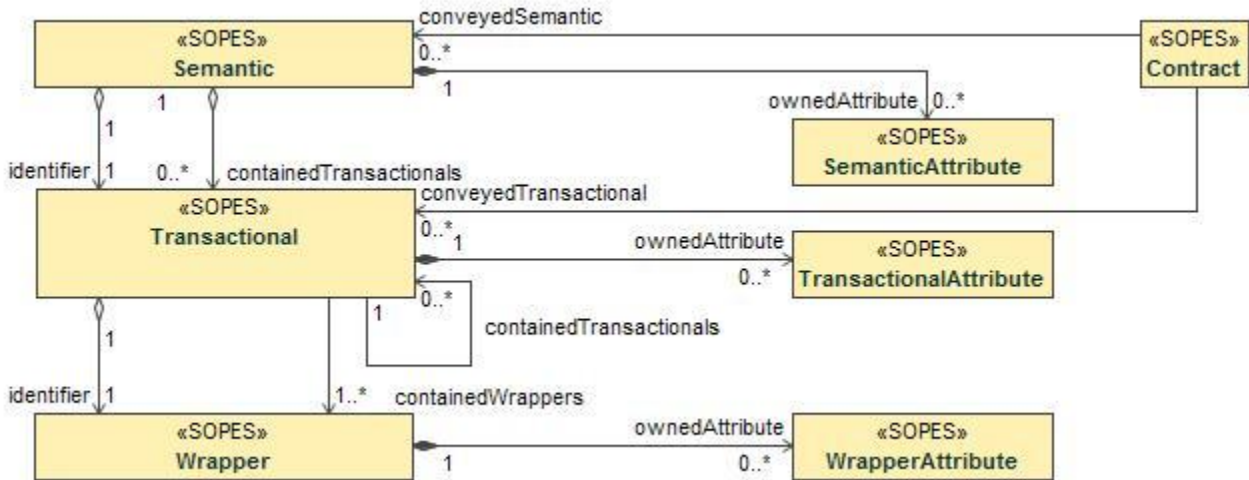 «SOPES»
Semantic
conveyedSemantic
0..*
«SOPES»
Contract
1
ownedAttribute 0..*
«SOPES»
SemanticAttribute
1
1
identifier 1
0..*
containedTransactionals
«SOPES»
Transactional
conveyedTransactional
0..*
1
ownedAttribute
0..*
«SOPES»
TransactionalAttribute
0..*
1
containedTransactionals
1
identifier 1
1..*
containedWrappers
«SOPES»
Wrapper
1
ownedAttribute
0..*
«SOPES»
WrapperAttribute